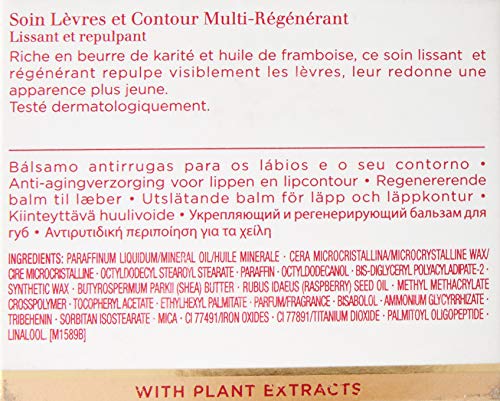 Soin Lèvres et Contour Multi-Régénérant
Lissant et repulpant
Riche en beurre de karité et huile de framboise, ce soin lissant et
régénérant repulpe visiblement les lèvres, leur redonne une
apparence plus jeune.
Testé dermatologiquement.
Bálsamo antirrugas para os lábios e o seu contorno •
Anti-agingverzorging voor lippen en lipcontour • Regenererende
balm til læber • Utslätande balm för läpp och läppkontur •
Kiinteyttävä huulivoide • Укрепляющий и регенерирующий бальзам для
губ • Αντιρυτιδική περιποίηση για τα χείλη
INGREDIENTS: PARAFFINUM LIQUIDUM/MINERAL OIL/HUILE MINERALE • CERA MICROCRISTALLINA/MICROCRYSTALLINE WAX/
CIRE MICROCRISTALLINE • OCTYLDODECYL STEAROYL STEARATE • PARAFFIN • OCTYLDODECANOL • BIS-DIGLYCERYL POLYACYLADIPATE-2 •
SYNTHETIC WAX • BUTYROSPERMUM PARKII (SHEA) BUTTER • RUBUS IDAEUS (RASPBERRY) SEED OIL • METHYL METHACRYLATE
CROSSPOLYMER • TOCOPHERYL ACETATE • ETHYLHEXYL PALMITATE • PARFUM/FRAGRANCE • BISABOLOL • AMMONIUM GLYCYRRHIZATE •
TRIBEHENIN • SORBITAN ISOSTEARATE • MICA • CI 77491/IRON OXIDES • CI 77891/TITANIUM DIOXIDE • PALMITOYL OLIGOPEPTIDE •
LINALOOL. [M1589B]
WITH PLANT EXTRACTS